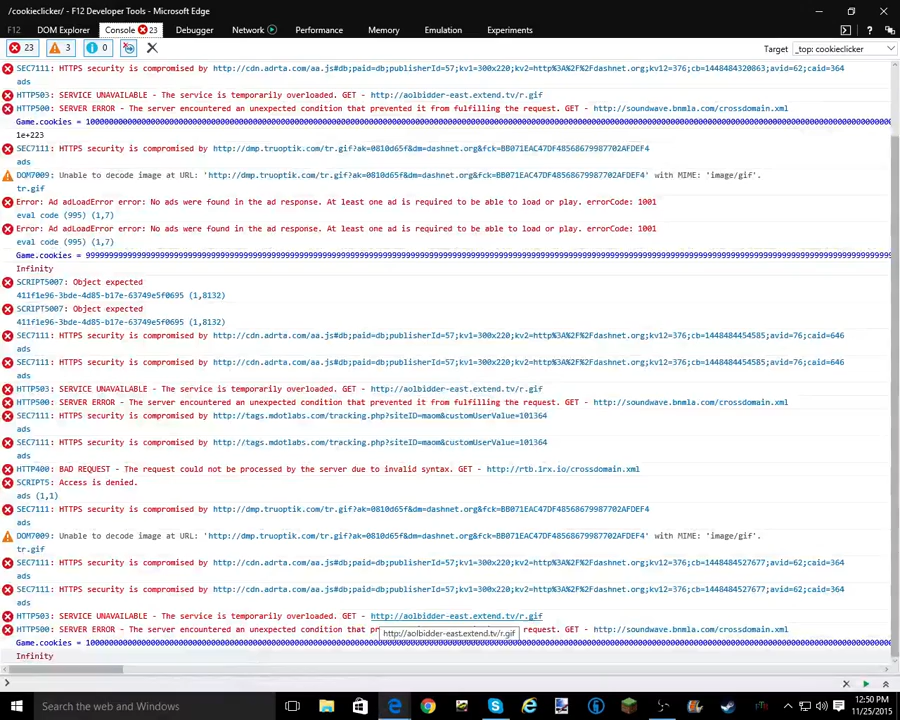 /cookieclicker/ - F12 Developer Tools - Microsoft Edge
F12 DOM Explorer Console 23 Debugger Network Performance Memory Emulation Experiments
23 3 0 Target _top: cookieclicker
SEC7111: HTTPS security is compromised by http://cdn.adrta.com/aa.js#db;paid=db;publisherId=57;kv1=300x220;kv2=http%3A%2F%2Fdashnet.org;kv12=376;cb=1448484320863;avid=62;caid=364
ads
HTTP503: SERVICE UNAVAILABLE - The service is temporarily overloaded. GET - http://aolbidder-east.extend.tv/r.gif
HTTP500: SERVER ERROR - The server encountered an unexpected condition that prevented it from fulfilling the request. GET - http://soundwave.bnmla.com/crossdomain.xml
Game.cookies =
1e+223
SEC7111: HTTPS security is compromised by http://dmp.truoptik.com/tr.gif?ak=0810d65f&dm=dashnet.org&fck=BB071EAC47DF48568679987702AFDEF4
ads
DOM7009: Unable to decode image at URL: 'http://dmp.truoptik.com/tr.gif?ak=0810d65f&dm=dashnet.org&fck=BB071EAC47DF48568679987702AFDEF4' with MIME: 'image/gif'.
tr.gif
Error: Ad adLoadError error: No ads were found in the ad response. At least one ad is required to be able to load or play. errorCode: 1001
eval code (995) (1,7)
Error: Ad adLoadError error: No ads were found in the ad response. At least one ad is required to be able to load or play. errorCode: 1001
eval code (995) (1,7)
Game.cookies =
Infinity
SCRIPT5007: Object expected
411f1e96-3bde-4d85-b17e-63749e5f0695 (1,8132)
SCRIPT5007: Object expected
411f1e96-3bde-4d85-b17e-63749e5f0695 (1,8132)
SEC7111: HTTPS security is compromised by http://cdn.adrta.com/aa.js#db;paid=db;publisherId=57;kv1=300x220;kv2=http%3A%2F%2Fdashnet.org;kv12=376;cb=1448484454585;avid=76;caid=646
ads
SEC7111: HTTPS security is compromised by http://cdn.adrta.com/aa.js#db;paid=db;publisherId=57;kv1=300x220;kv2=http%3A%2F%2Fdashnet.org;kv12=376;cb=1448484454585;avid=76;caid=646
ads
HTTP503: SERVICE UNAVAILABLE - The service is temporarily overloaded. GET - http://aolbidder-east.extend.tv/r.gif
HTTP500: SERVER ERROR - The server encountered an unexpected condition that prevented it from fulfilling the request. GET - http://soundwave.bnmla.com/crossdomain.xml
SEC7111: HTTPS security is compromised by http://tags.mdotlabs.com/tracking.php?siteID=maom&customUserValue=101364
ads
SEC7111: HTTPS security is compromised by http://tags.mdotlabs.com/tracking.php?siteID=maom&customUserValue=101364
ads
HTTP400: BAD REQUEST - The request could not be processed by the server due to invalid syntax. GET - http://rtb.1rx.io/crossdomain.xml
SCRIPT5: Access is denied.
ads (1,1)
SEC7111: HTTPS security is compromised by http://dmp.truoptik.com/tr.gif?ak=0810d65f&dm=dashnet.org&fck=BB071EAC47DF48568679987702AFDEF4
ads
DOM7009: Unable to decode image at URL: 'http://dmp.truoptik.com/tr.gif?ak=0810d65f&dm=dashnet.org&fck=BB071EAC47DF48568679987702AFDEF4' with MIME: 'image/gif'.
tr.gif
SEC7111: HTTPS security is compromised by http://cdn.adrta.com/aa.js#db;paid=db;publisherId=57;kv1=300x220;kv2=http%3A%2F%2Fdashnet.org;kv12=376;cb=1448484527677;avid=62;caid=364
ads
SEC7111: HTTPS security is compromised by http://cdn.adrta.com/aa.js#db;paid=db;publisherId=57;kv1=300x220;kv2=http%3A%2F%2Fdashnet.org;kv12=376;cb=1448484527677;avid=62;caid=364
ads
HTTP503: SERVICE UNAVAILABLE - The service is temporarily overloaded. GET - http://aolbidder-east.extend.tv/r.gif
HTTP500: SERVER ERROR - The server encountered an unexpected condition that pr equest. GET - http://soundwave.bnmla.com/crossdomain.xml
http://aolbidder-east.extend.tv/r.gif
Game.cookies =
Infinity
Search the web and Windows
12:50 PM
11/25/2015